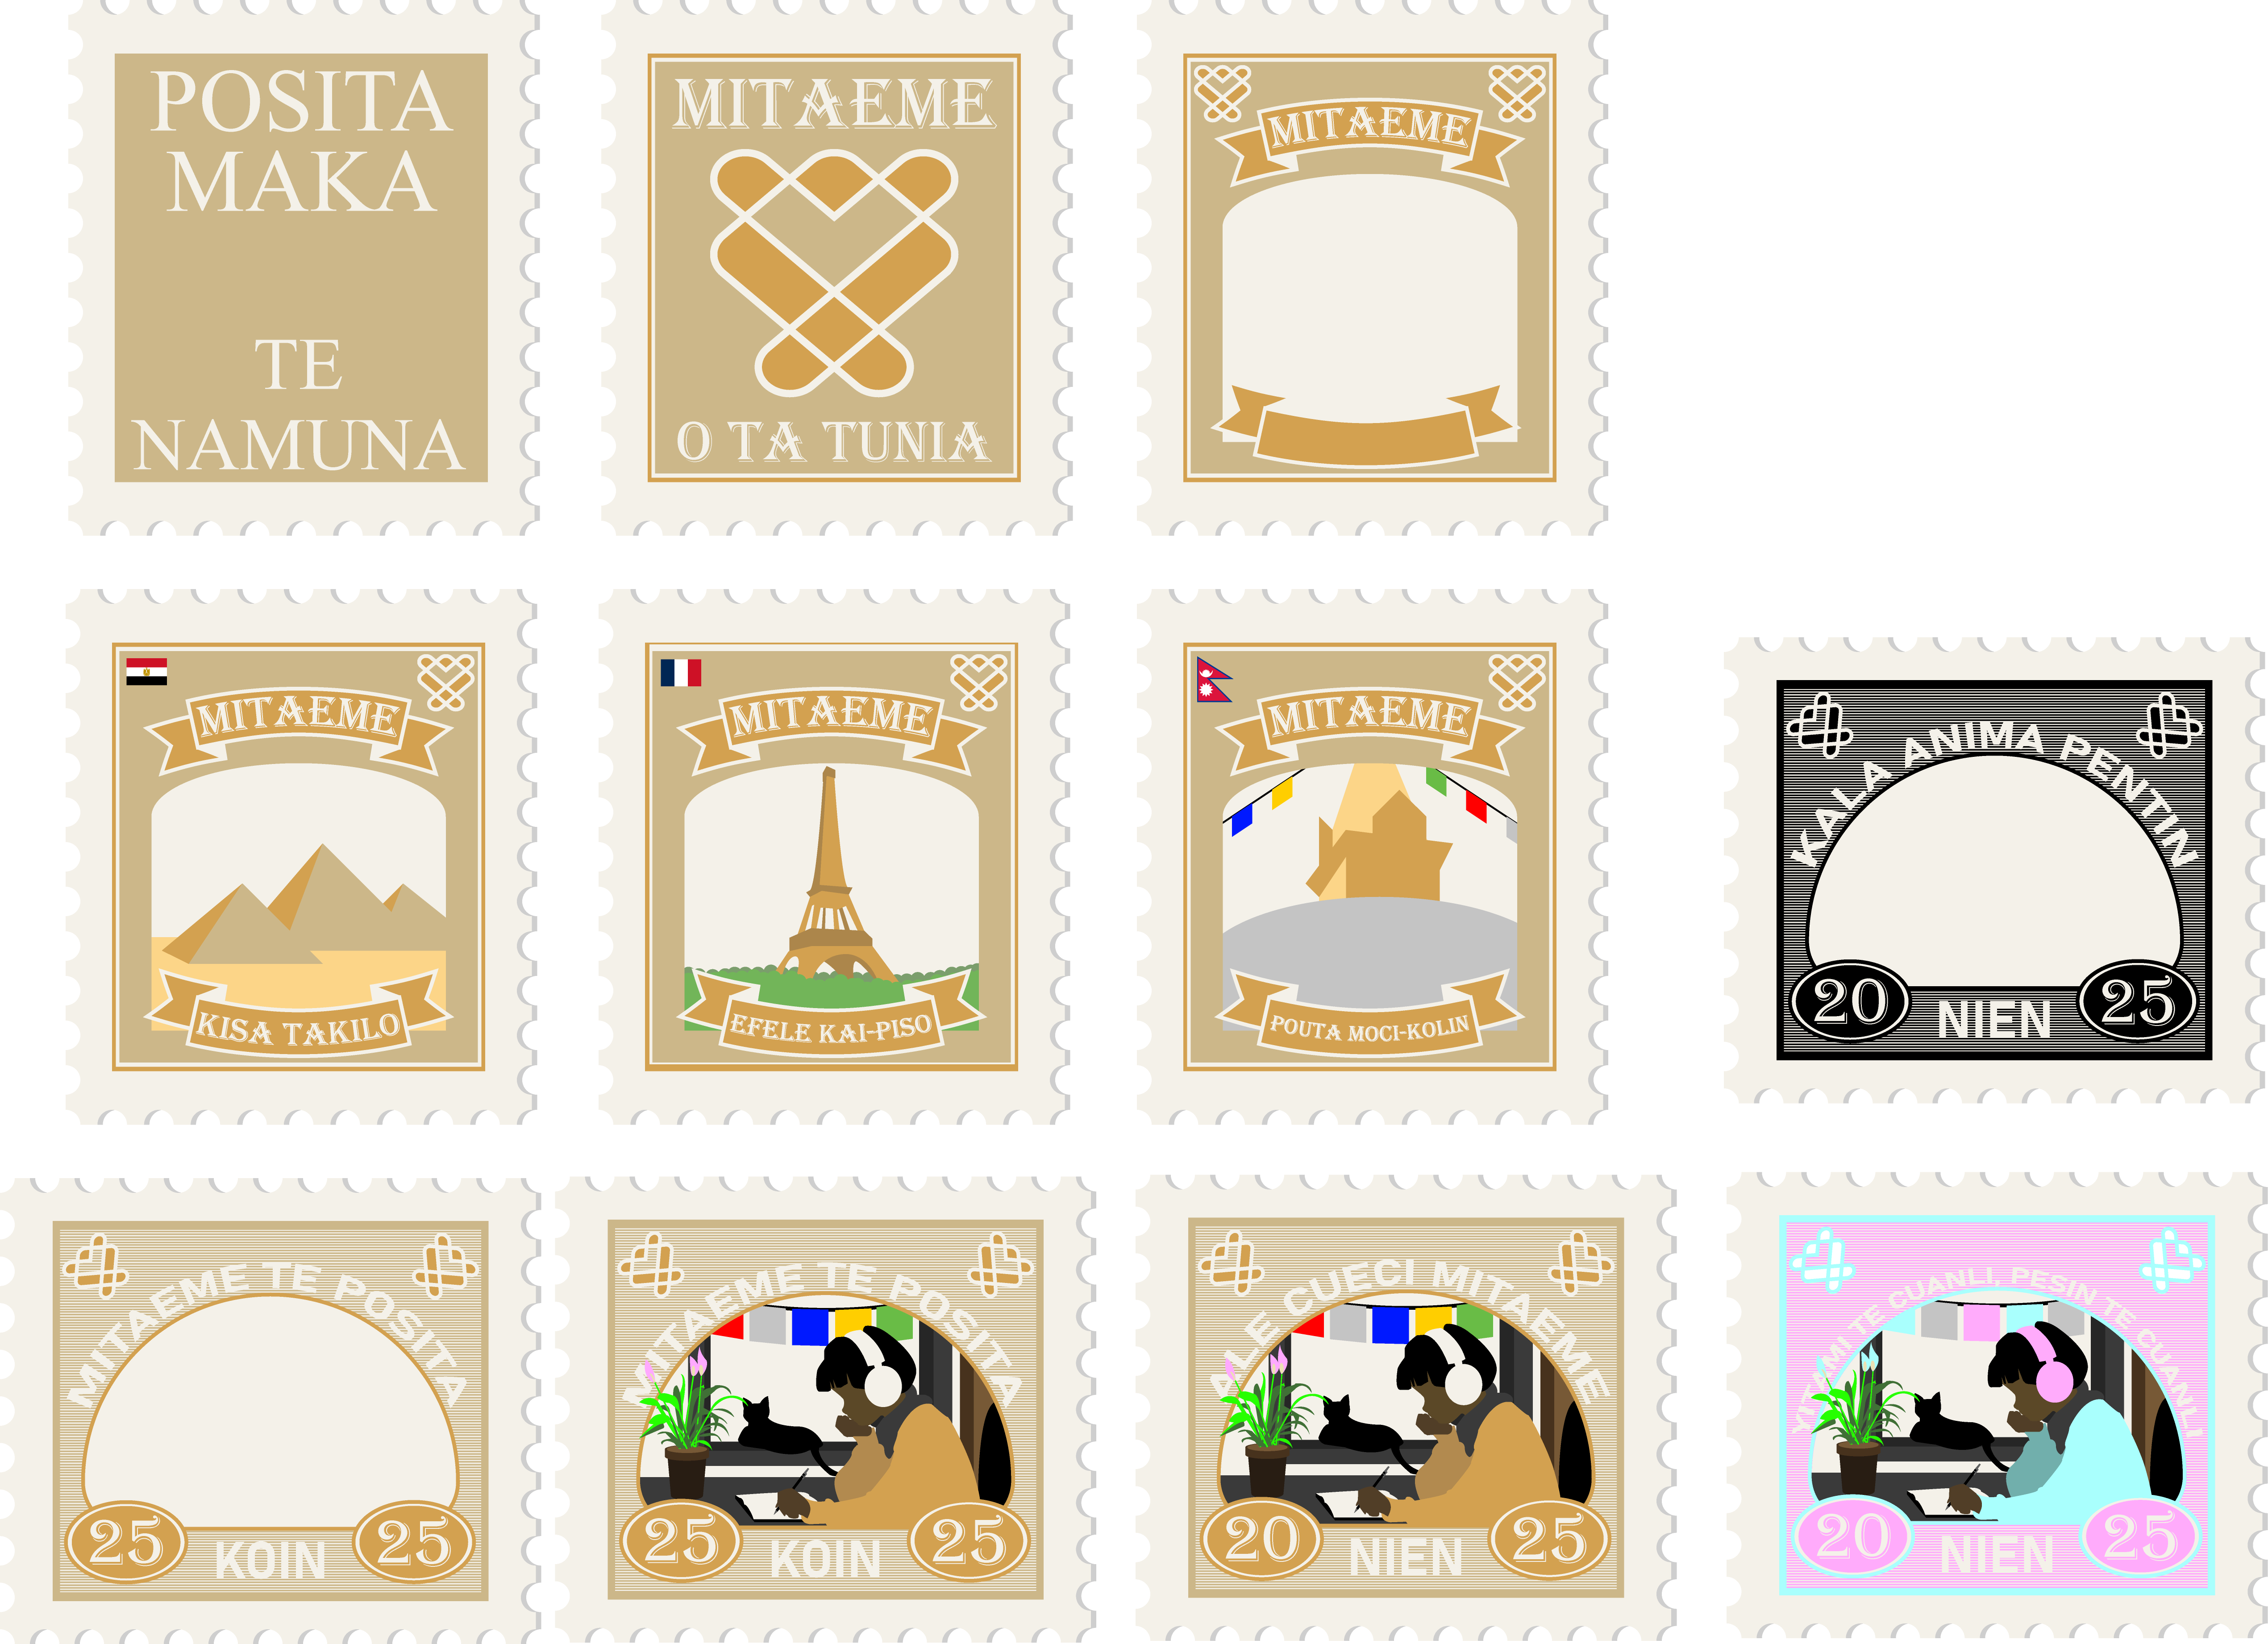 POSITA
MAKA
TE
NAMUNA
MITAEME
O TA TUNIA
MITAEME
MITAEME
KISA TAKILO
MITAEME
EFELE KAI-PISO
MITAEME
POUTA MOCI-KOLIN
KALA ANIMA PENTIN
20 NIEN 25
MITAEME TE POSITA
25 KOIN 25
MITAEME TE POSITA
25 KOIN 25
ALE CUECI MITAEME
20 NIEN 25
TE CUANLI, PESIN TE CUANLI
20 NIEN 25